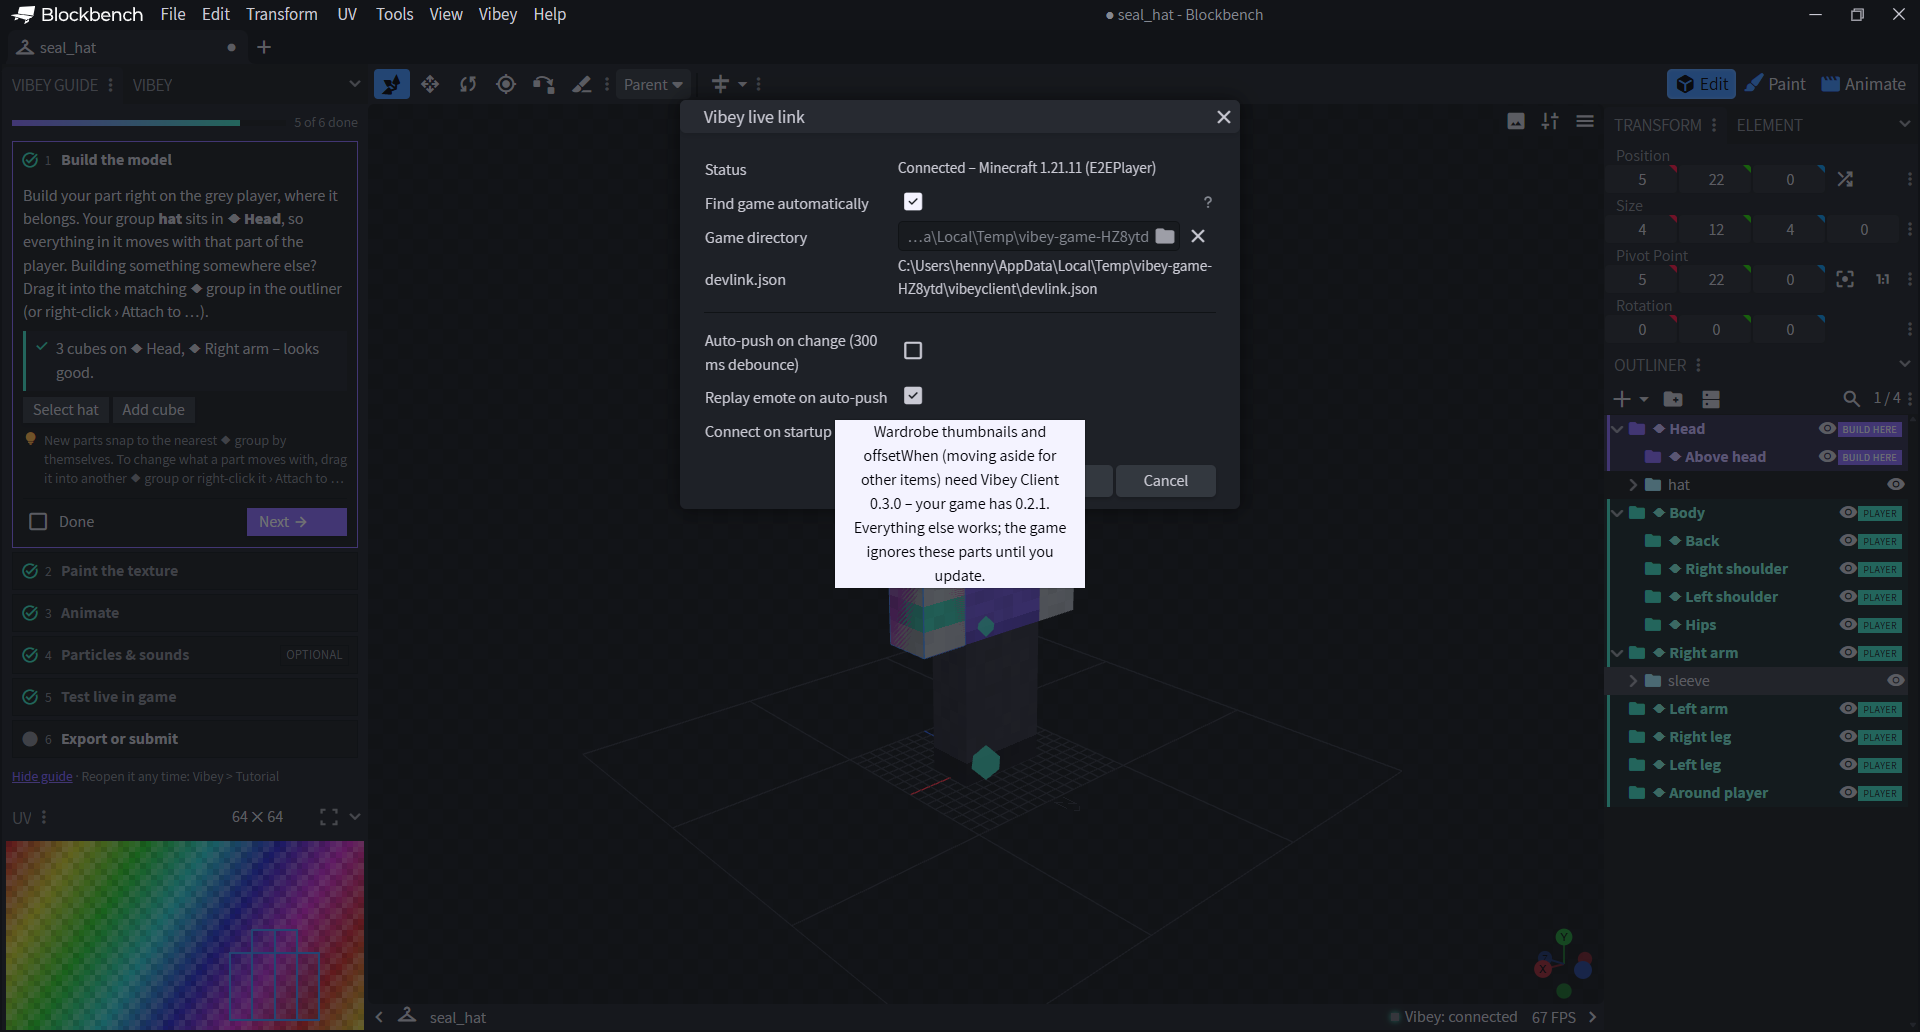 Blockbench File Edit Transform UV Tools View Vibey Help
● seal_hat - Blockbench
seal_hat
VIBEY GUIDE VIBEY
5 of 6 done
1 Build the model
Build your part right on the grey player, where it
belongs. Your group hat sits in ◆ Head, so
everything in it moves with that part of the
player. Building something somewhere else?
Drag it into the matching ◆ group in the outliner
(or right-click › Attach to …).
3 cubes on ◆ Head, ◆ Right arm – looks
good.
Select hat Add cube
New parts snap to the nearest ◆ group by
themselves. To change what a part moves with, drag
it into another ◆ group or right-click it › Attach to …
Done Next →
2 Paint the texture
3 Animate
4 Particles & sounds OPTIONAL
5 Test live in game
6 Export or submit
Hide guide · Reopen it any time: Vibey > Tutorial
UV 64 × 64
Parent
Edit Paint Animate
Vibey live link
Status Connected – Minecraft 1.21.11 (E2EPlayer)
Find game automatically ?
Game directory …a\Local\Temp\vibey-game-HZ8ytd
devlink.json C:\Users\henny\AppData\Local\Temp\vibey-game-
HZ8ytd\vibeyclient\devlink.json
Auto-push on change (300
ms debounce)
Replay emote on auto-push
Connect on startup
Cancel
Wardrobe thumbnails and
offsetWhen (moving aside for
other items) need Vibey Client
0.3.0 – your game has 0.2.1.
Everything else works; the game
ignores these parts until you
update.
TRANSFORM ELEMENT
Position
5 22 0
Size
4 12 4 0
Pivot Point
5 22 0 1:1
Rotation
0 0 0
OUTLINER
1 / 4
◆ Head BUILD HERE
◆ Above head BUILD HERE
hat
◆ Body PLAYER
◆ Back PLAYER
◆ Right shoulder PLAYER
◆ Left shoulder PLAYER
◆ Hips PLAYER
◆ Right arm PLAYER
sleeve
◆ Left arm PLAYER
◆ Right leg PLAYER
◆ Left leg PLAYER
◆ Around player PLAYER
Y
X
seal_hat
Vibey: connected 67 FPS